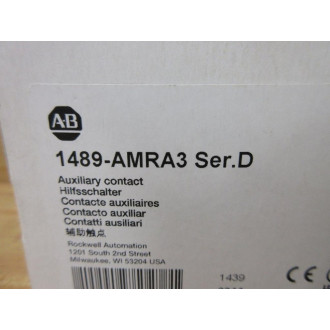 AB
1489-AMRA3 Ser.D
Auxiliary contact
Hilfsschalter
Contacte auxiliaires
Contacto auxiliar
Contatti ausiliari
辅助触点
Rockwell Automation
1201 South 2nd Street
Milwaukee, WI 53204 USA
1439
CE